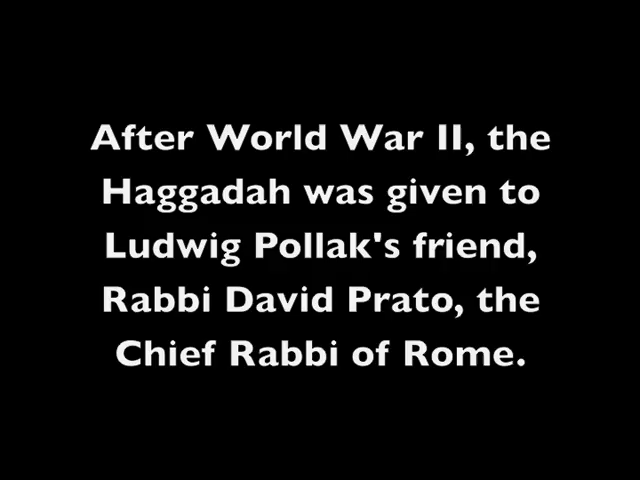 After World War II, the
Haggadah was given to
Ludwig Pollak's friend,
Rabbi David Prato, the
Chief Rabbi of Rome.